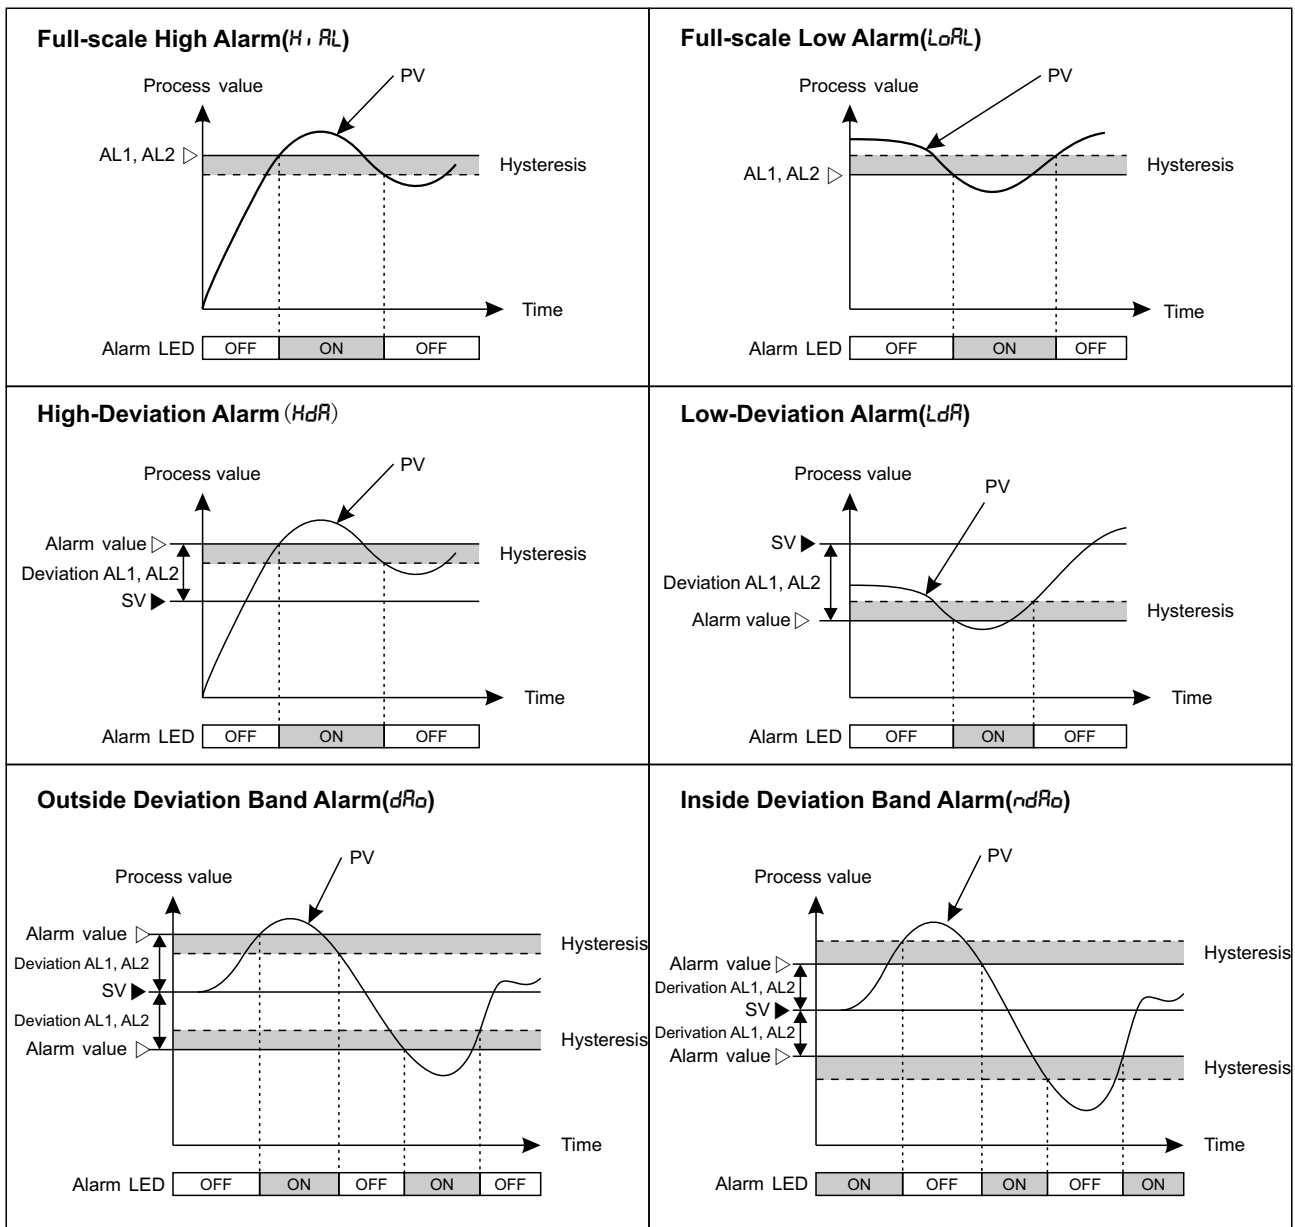 Full-scale High Alarm(Hi AL)
Process value
PV
AL1, AL2
Hysteresis
Time
Alarm LED OFF ON OFF
Full-scale Low Alarm(LoAL)
Process value
PV
AL1, AL2
Hysteresis
Time
Alarm LED OFF ON OFF
High-Deviation Alarm (HdA)
Process value
PV
Alarm value
Hysteresis
Deviation AL1, AL2
SV
Time
Alarm LED OFF ON OFF
Low-Deviation Alarm(LdA)
Process value
PV
SV
Deviation AL1, AL2
Alarm value
Hysteresis
Time
Alarm LED OFF ON OFF
Outside Deviation Band Alarm(dAo)
PV
Process value
Alarm value
Hysteresis
Deviation AL1, AL2
SV
Deviation AL1, AL2
Hysteresis
Alarm value
Time
Alarm LED OFF ON OFF ON OFF
Inside Deviation Band Alarm(ndAo)
PV
Process value
Hysteresis
Alarm value
Derivation AL1, AL2
SV
Derivation AL1, AL2
Alarm value
Hysteresis
Time
Alarm LED ON OFF ON OFF ON